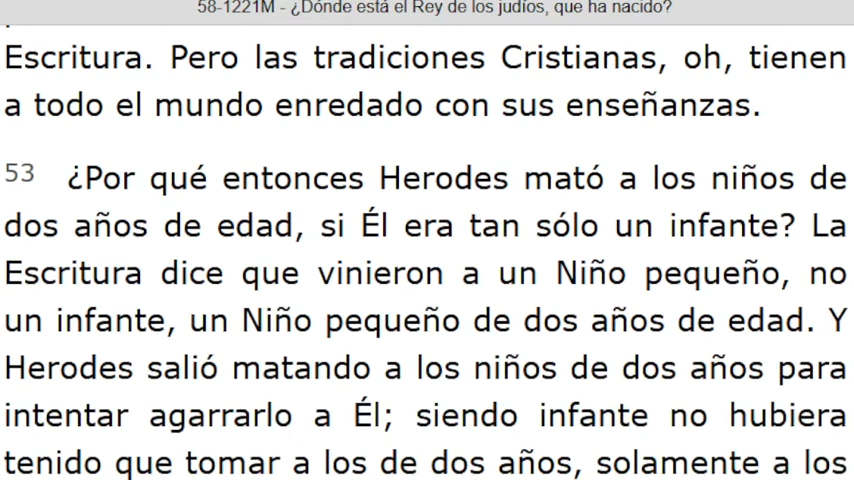 58-1221M - ¿Dónde está el Rey de los judíos, que ha nacido?
Escritura. Pero las tradiciones Cristianas, oh, tienen
a todo el mundo enredado con sus enseñanzas.
53 ¿Por qué entonces Herodes mató a los niños de
dos años de edad, si Él era tan sólo un infante? La
Escritura dice que vinieron a un Niño pequeño, no
un infante, un Niño pequeño de dos años de edad. Y
Herodes salió matando a los niños de dos años para
intentar agarrarlo a Él; siendo infante no hubiera
tenido que tomar a los de dos años, solamente a los